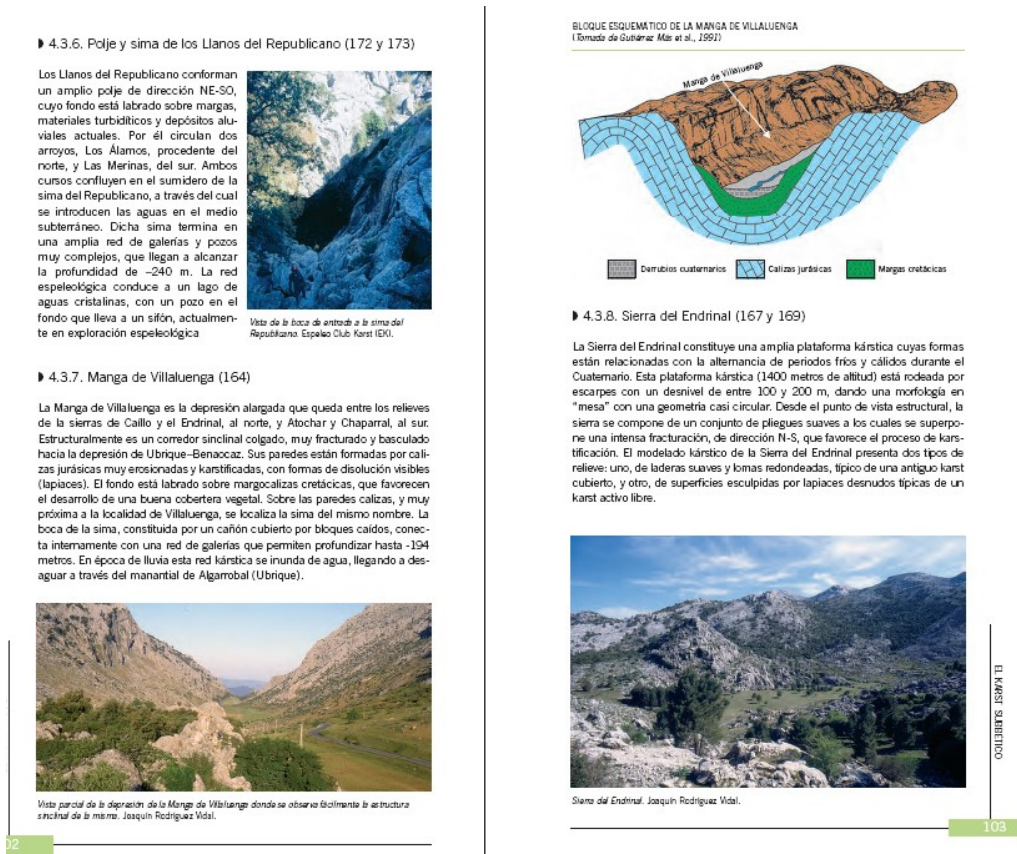 ◗ 4.3.6. Polje y sima de los Llanos del Republicano (172 y 173)
Los Llanos del Republicano conforman
un amplio polje de dirección NE-SO,
cuyo fondo está labrado sobre margas,
materiales turbidíticos y depósitos alu-
viales actuales. Por él circulan dos
arroyos, Los Álamos, procedente del
norte, y Las Merinas, del sur. Ambos
cursos confluyen en el sumidero de la
sima del Republicano, a través del cual
se introducen las aguas en el medio
subterráneo. Dicha sima termina en
una amplia red de galerías y pozos
muy complejos, que llegan a alcanzar
la profundidad de –240 m. La red
espeleológica conduce a un lago de
aguas cristalinas, con un pozo en el
fondo que lleva a un sifón, actualmen-
te en exploración espeleológica
Vista de la boca de entrada a la sima del
Republicano. Espeleo Club Karst (EK).
◗ 4.3.7. Manga de Villaluenga (164)
La Manga de Villaluenga es la depresión alargada que queda entre los relieves
de la sierras de Caíllo y el Endrinal, al norte, y Atochar y Chaparral, al sur.
Estructuralmente es un corredor sinclinal colgado, muy fracturado y basculado
hacia la depresión de Ubrique–Benaocaz. Sus paredes están formadas por cali-
zas jurásicas muy erosionadas y karstificadas, con formas de disolución visibles
(lapiaces). El fondo está labrado sobre margocalizas cretácicas, que favorecen
el desarrollo de una buena cobertera vegetal. Sobre las paredes calizas, y muy
próxima a la localidad de Villaluenga, se localiza la sima del mismo nombre. La
boca de la sima, constituida por un cañón cubierto por bloques caídos, conec-
ta internamente con una red de galerías que permiten profundizar hasta -194
metros. En época de lluvia esta red kárstica se inunda de agua, llegando a des-
aguar a través del manantial de Algarrobal (Ubrique).
Vista parcial de la depresión de la Manga de Villaluenga donde se observa fácilmente la estructura
sinclinal de la misma. Joaquín Rodríguez Vidal.
02
BLOQUE ESQUEMÁTICO DE LA MANGA DE VILLALUENGA
(Tomada de Gutiérrez Más et al., 1991)
Manga de Villaluenga
Derrubios cuaternarios
Calizas jurásicas
Margas cretácicas
◗ 4.3.8. Sierra del Endrinal (167 y 169)
La Sierra del Endrinal constituye una amplia plataforma kárstica cuyas formas
están relacionadas con la alternancia de periodos fríos y cálidos durante el
Cuaternario. Esta plataforma kárstica (1400 metros de altitud) está rodeada por
escarpes con un desnivel de entre 100 y 200 m, dando una morfología en
“mesa” con una geometría casi circular. Desde el punto de vista estructural, la
sierra se compone de un conjunto de pliegues suaves a los cuales se superpo-
ne una intensa fracturación, de dirección N-S, que favorece el proceso de kars-
tificación. El modelado kárstico de la Sierra del Endrinal presenta dos tipos de
relieve: uno, de laderas suaves y lomas redondeadas, típico de una antiguo karst
cubierto, y otro, de superficies esculpidas por lapiaces desnudos típicas de un
karst activo libre.
Sierra del Endrinal. Joaquín Rodríguez Vidal.
EL KARST SUBBÉTICO
103